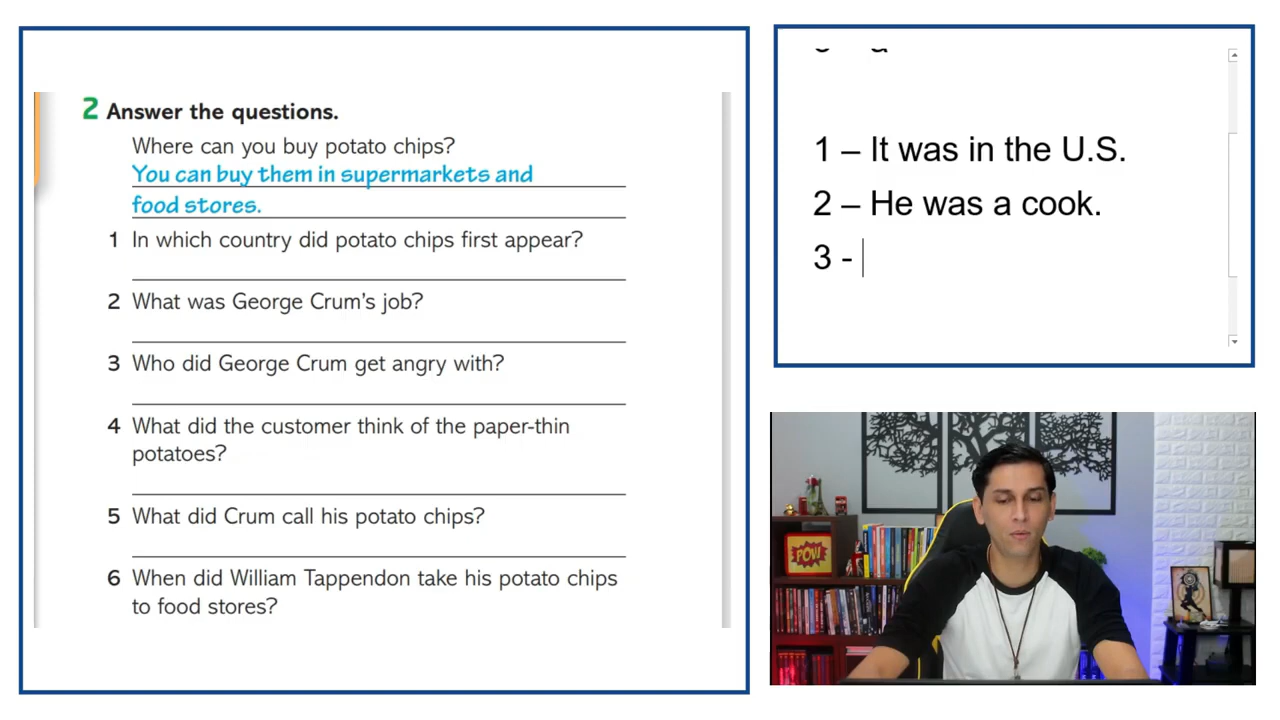 2 Answer the questions.
Where can you buy potato chips?
You can buy them in supermarkets and
food stores.
1 In which country did potato chips first appear?
2 What was George Crum's job?
3 Who did George Crum get angry with?
4 What did the customer think of the paper-thin
potatoes?
5 What did Crum call his potato chips?
6 When did William Tappendon take his potato chips
to food stores?
1 – It was in the U.S.
2 – He was a cook.
3 -
POW!